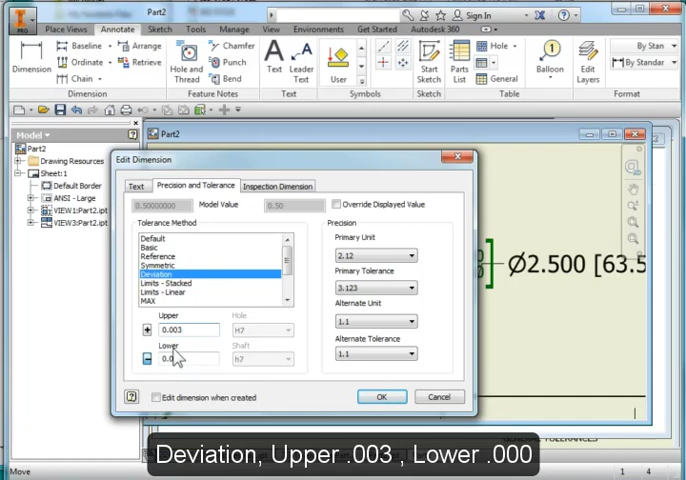 Part2
Sign In
PRO
Place Views
Annotate
Sketch
Tools
Manage
View
Environments
Get Started
Autodesk 360
Dimension
Baseline
Ordinate
Chain
Arrange
Retrieve
Hole and Thread
Chamfer
Punch
Bend
Text
Leader Text
User
Start Sketch
Parts List
Hole
General
Balloon
1
Edit Layers
By Stan
By Standar
Dimension
Feature Notes
Text
Symbols
Sketch
Table
Model
Part2
Drawing Resources
Sheet:1
Default Border
ANSI - Large
VIEW1:Part2.ipt
VIEW3:Part2.ipt
Part2
Edit Dimension
Text
Precision and Tolerance
Inspection Dimension
0.50000000
Model Value
0.50
Override Displayed Value
Tolerance Method
Default
Basic
Reference
Symmetric
Deviation
Limits - Stacked
Limits - Linear
MAX
Upper
+
0.003
Lower
-
0.0
Hole
H7
Shaft
h7
Precision
Primary Unit
2.12
Primary Tolerance
3.123
Alternate Unit
1.1
Alternate Tolerance
1.1
Edit dimension when created
OK
Cancel
Ø2.500 [63.5
GENERAL TOLERANCES
Deviation, Upper .003 , Lower .000
Move
1
4